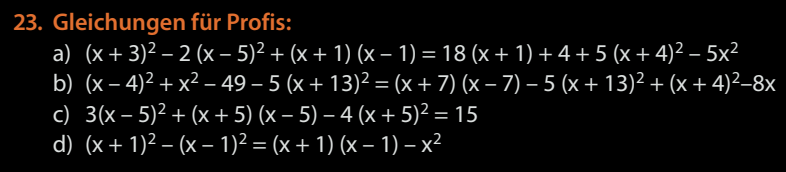 23. Gleichungen für Profis:
a) (x + 3)² – 2 (x – 5)² + (x + 1) (x – 1) = 18 (x + 1) + 4 + 5 (x + 4)² – 5x²
b) (x – 4)² + x² – 49 – 5 (x + 13)² = (x + 7) (x – 7) – 5 (x + 13)² + (x + 4)²–8x
c) 3(x – 5)² + (x + 5) (x – 5) – 4 (x + 5)² = 15
d) (x + 1)² – (x – 1)² = (x + 1) (x – 1) – x²